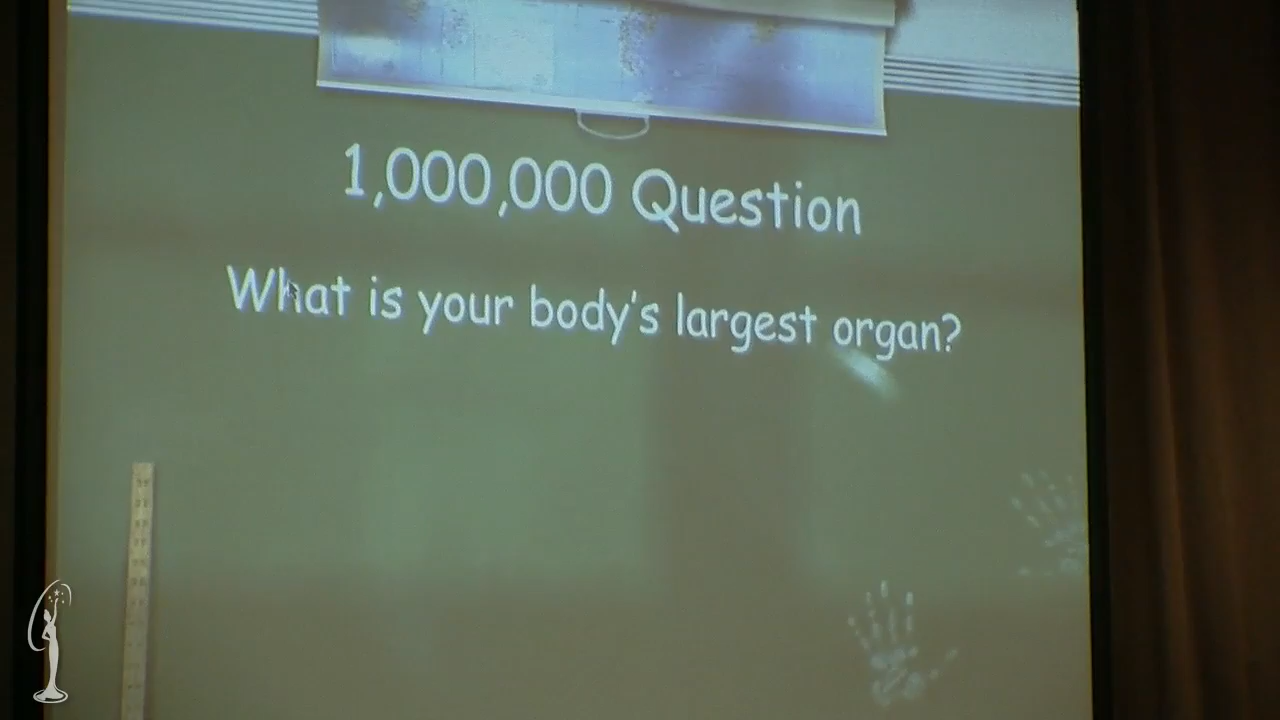 1,000,000 Question
What is your body's largest organ?